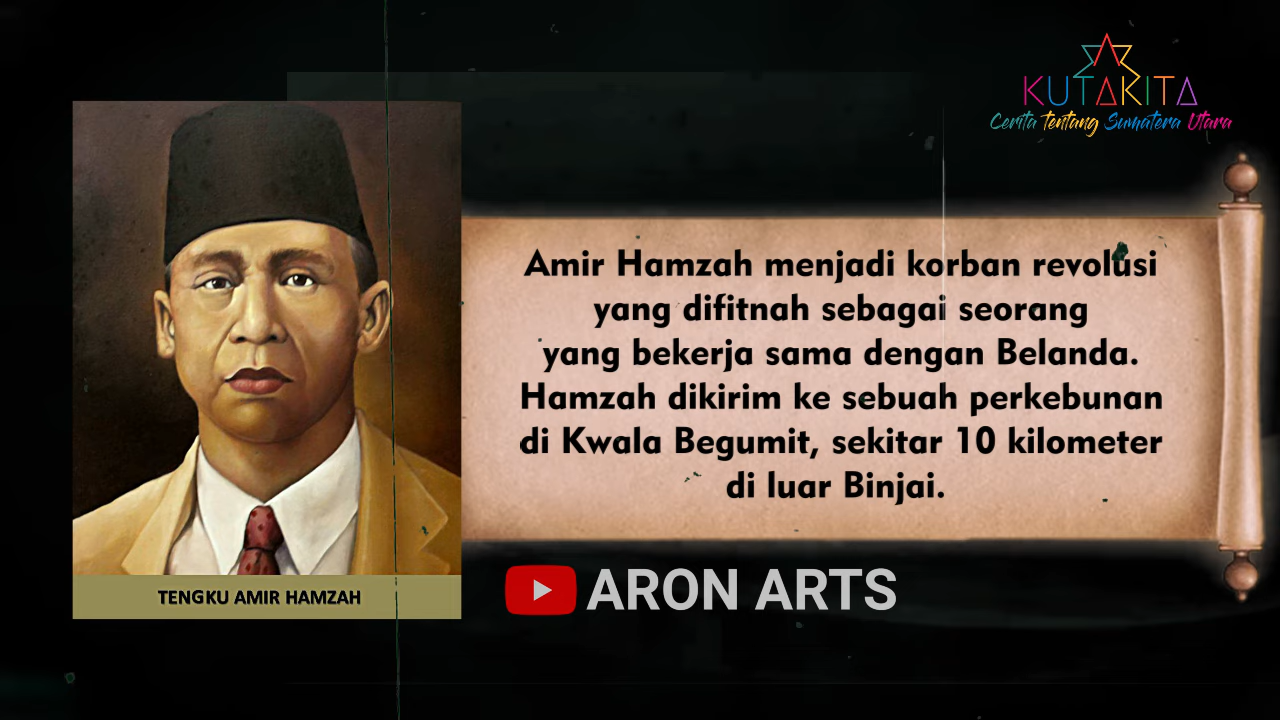 KUTAKITA
Cerita tentang Sumatera Utara
Amir Hamzah menjadi korban revolusi
yang difitnah sebagai seorang
yang bekerja sama dengan Belanda.
Hamzah dikirim ke sebuah perkebunan
di Kwala Begumit, sekitar 10 kilometer
di luar Binjai.
TENGKU AMIR HAMZAH
ARON ARTS